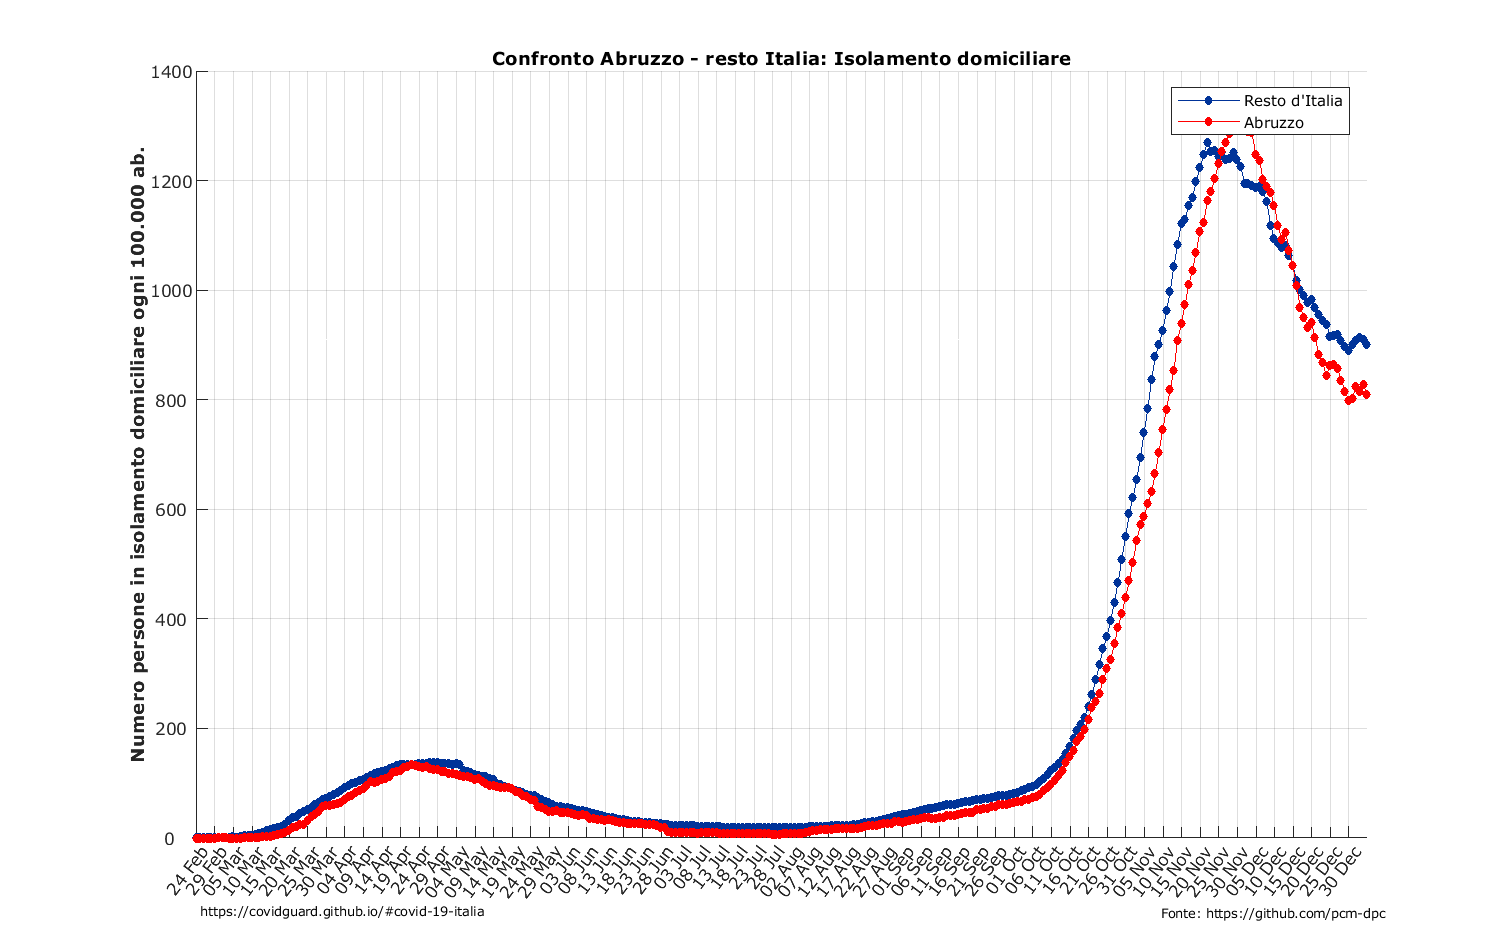 Confronto Abruzzo - resto Italia: Isolamento domiciliare
Numero persone in isolamento domiciliare ogni 100.000 ab.
1400
1200
1000
800
600
400
200
0
Resto d'Italia
Abruzzo
24 Feb
29 Feb
05 Mar
10 Mar
15 Mar
20 Mar
25 Mar
30 Mar
04 Apr
09 Apr
14 Apr
19 Apr
24 Apr
29 Apr
04 May
09 May
14 May
19 May
24 May
29 May
03 Jun
08 Jun
13 Jun
18 Jun
23 Jun
28 Jun
03 Jul
08 Jul
13 Jul
18 Jul
23 Jul
28 Jul
02 Aug
07 Aug
12 Aug
17 Aug
22 Aug
27 Aug
01 Sep
06 Sep
11 Sep
16 Sep
21 Sep
26 Sep
01 Oct
06 Oct
11 Oct
16 Oct
21 Oct
26 Oct
31 Oct
05 Nov
10 Nov
15 Nov
20 Nov
25 Nov
30 Nov
05 Dec
10 Dec
15 Dec
20 Dec
25 Dec
30 Dec
https://covidguard.github.io/#covid-19-italia
Fonte: https://github.com/pcm-dpc